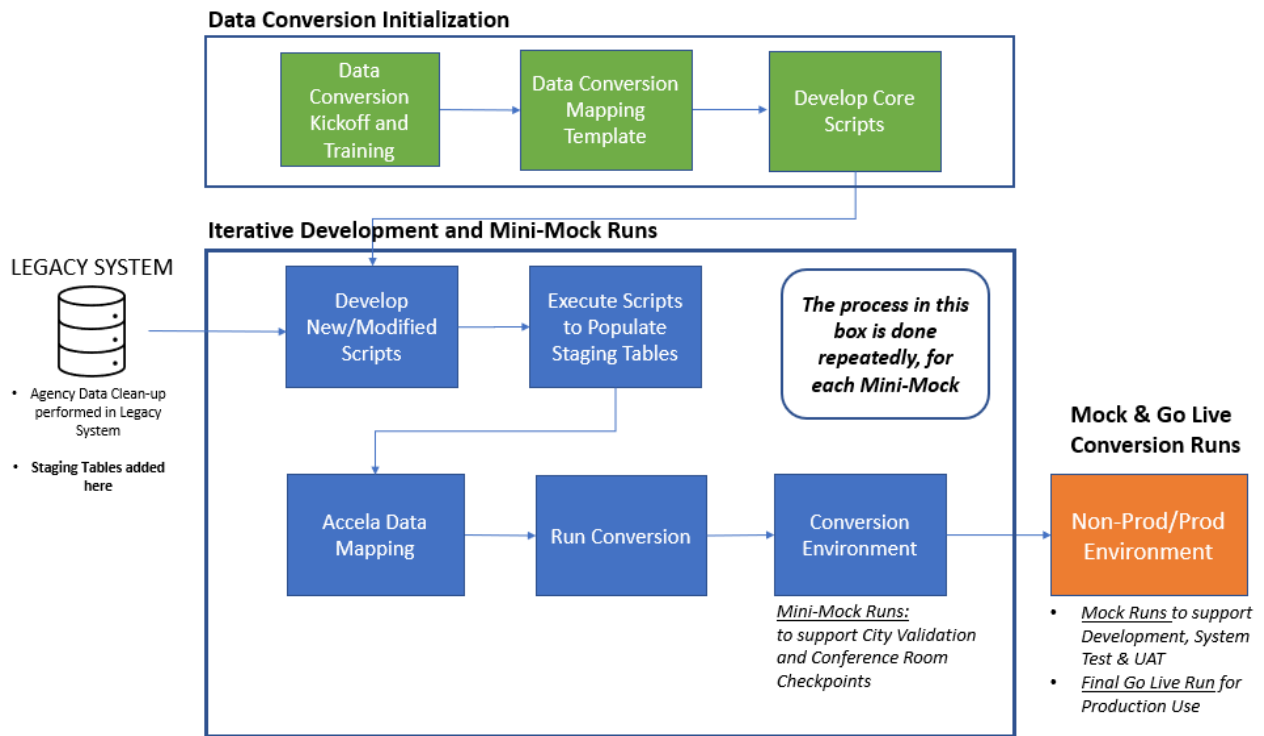 Data Conversion Initialization
Data
Conversion
Kickoff and
Training
Data Conversion
Mapping
Template
Develop Core
Scripts
Iterative Development and Mini-Mock Runs
LEGACY SYSTEM
• Agency Data Clean-up
performed in Legacy
System
• Staging Tables added
here
Develop
New/Modified
Scripts
Execute Scripts
to Populate
Staging Tables
The process in this
box is done
repeatedly, for
each Mini-Mock
Accela Data
Mapping
Run Conversion
Conversion
Environment
Mini-Mock Runs:
to support City Validation
and Conference Room
Checkpoints
Mock & Go Live
Conversion Runs
Non-Prod/Prod
Environment
• Mock Runs to support
Development, System
Test & UAT
• Final Go Live Run for
Production Use